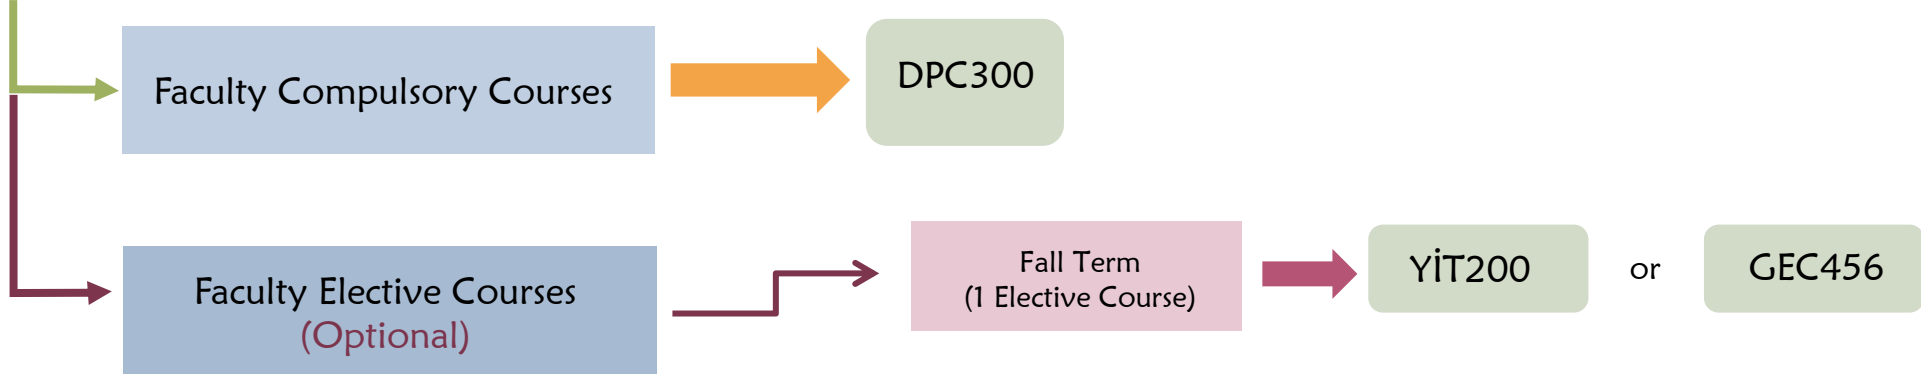 Faculty Compulsory Courses
DPC300
Faculty Elective Courses
(Optional)
Fall Term
(1 Elective Course)
YİT200
or
GEC456